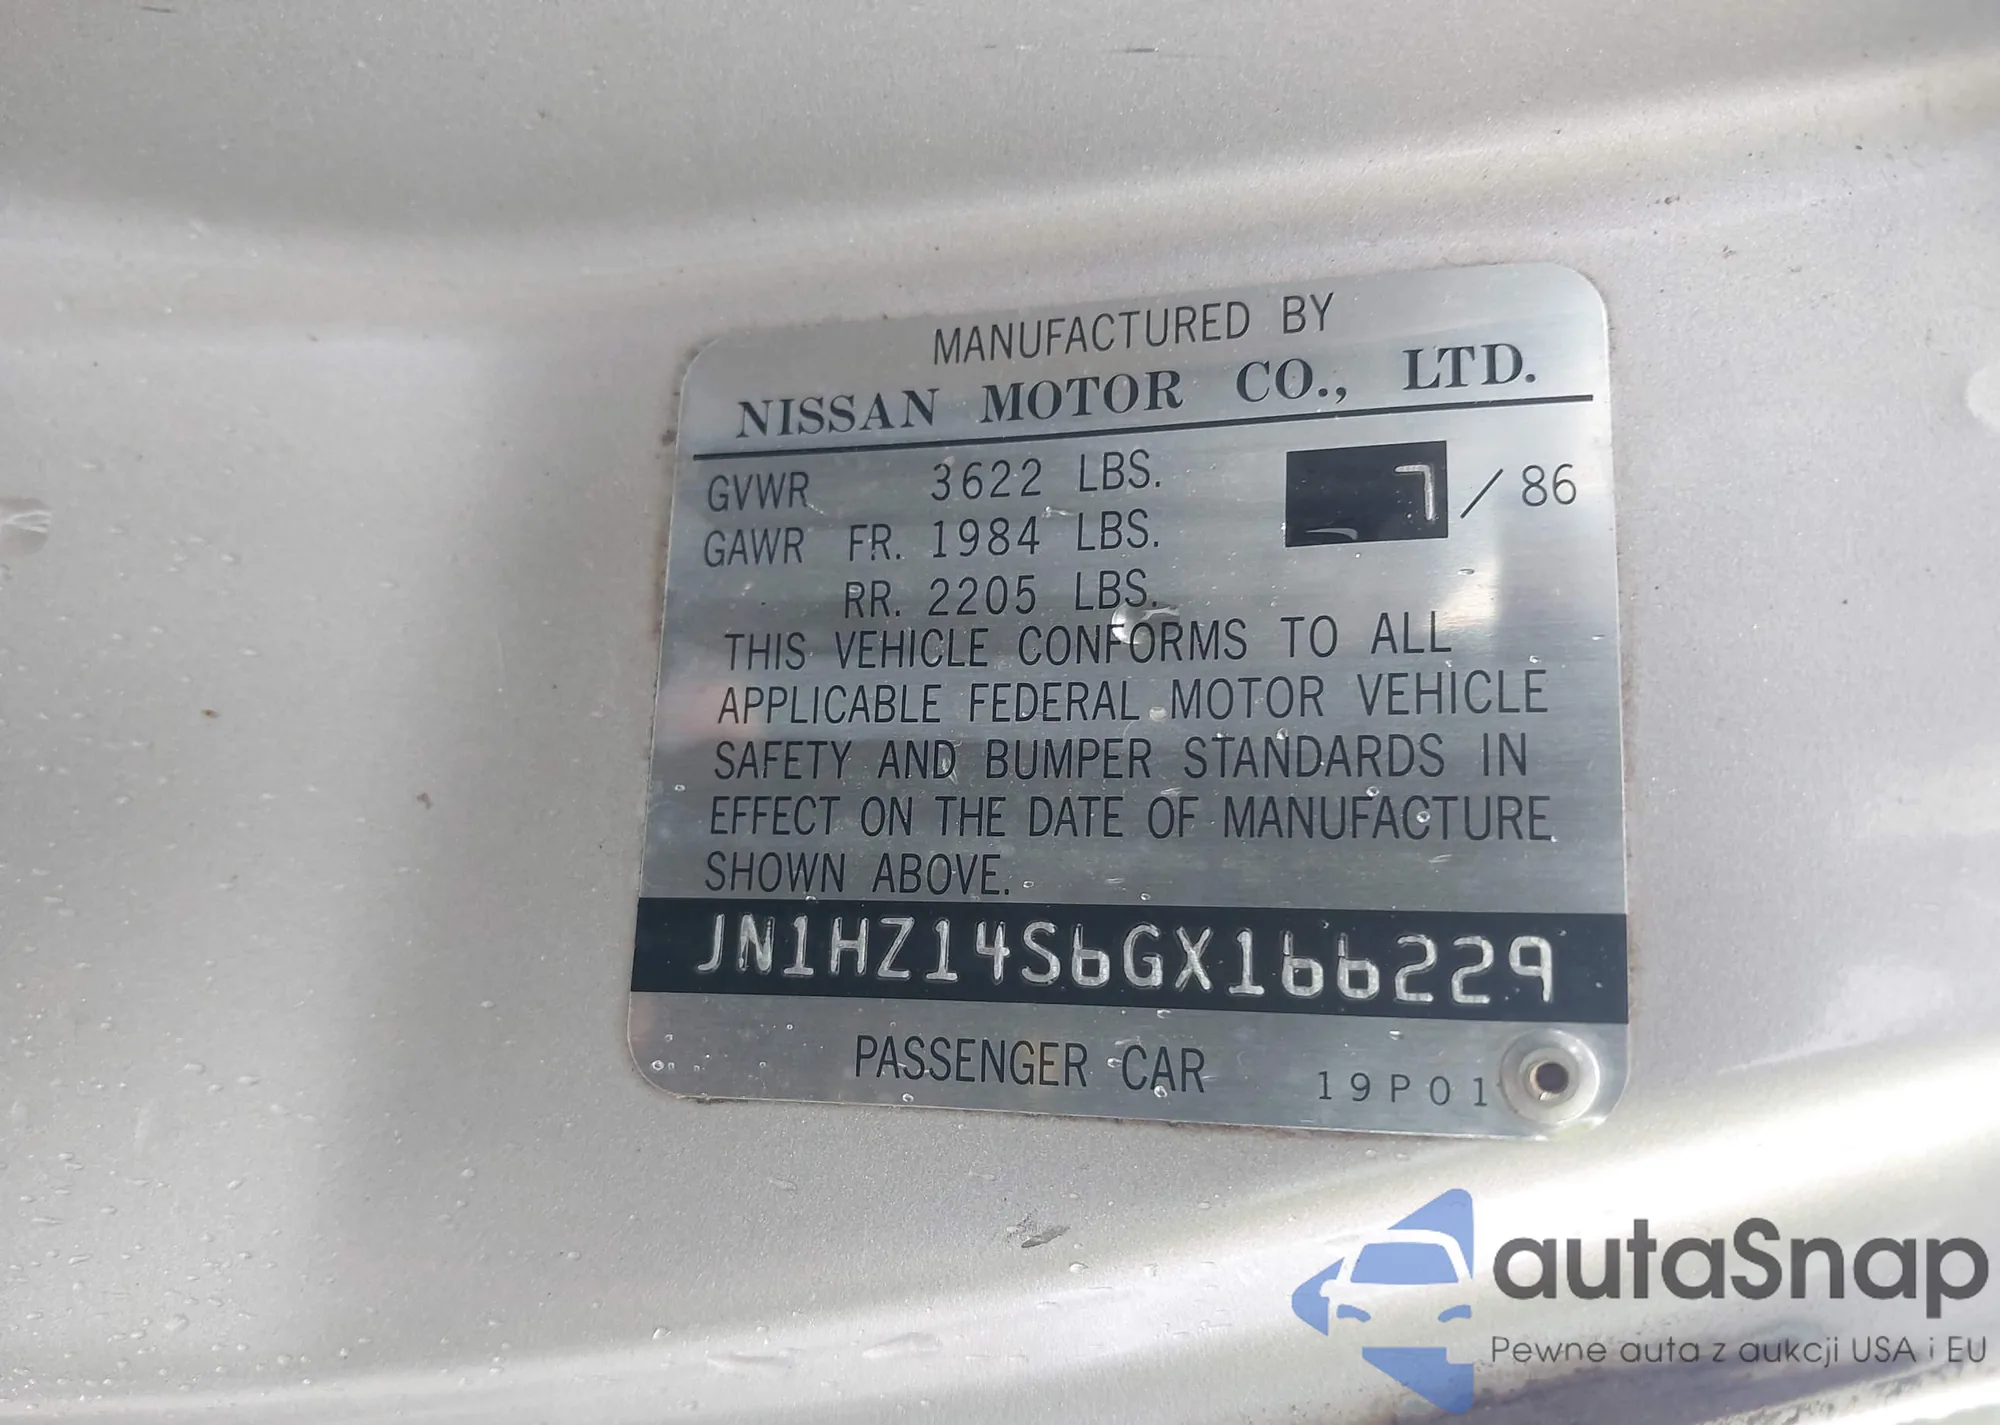 MANUFACTURED BY
NISSAN MOTOR CO., LTD.
GVWR 3622 LBS. 7 / 86
GAWR FR. 1984 LBS.
RR. 2205 LBS.
THIS VEHICLE CONFORMS TO ALL
APPLICABLE FEDERAL MOTOR VEHICLE
SAFETY AND BUMPER STANDARDS IN
EFFECT ON THE DATE OF MANUFACTURE
SHOWN ABOVE.
JN1HZ14S6GX166229
PASSENGER CAR 19P01
autaSnap
Pewne auta z aukcji USA i EU